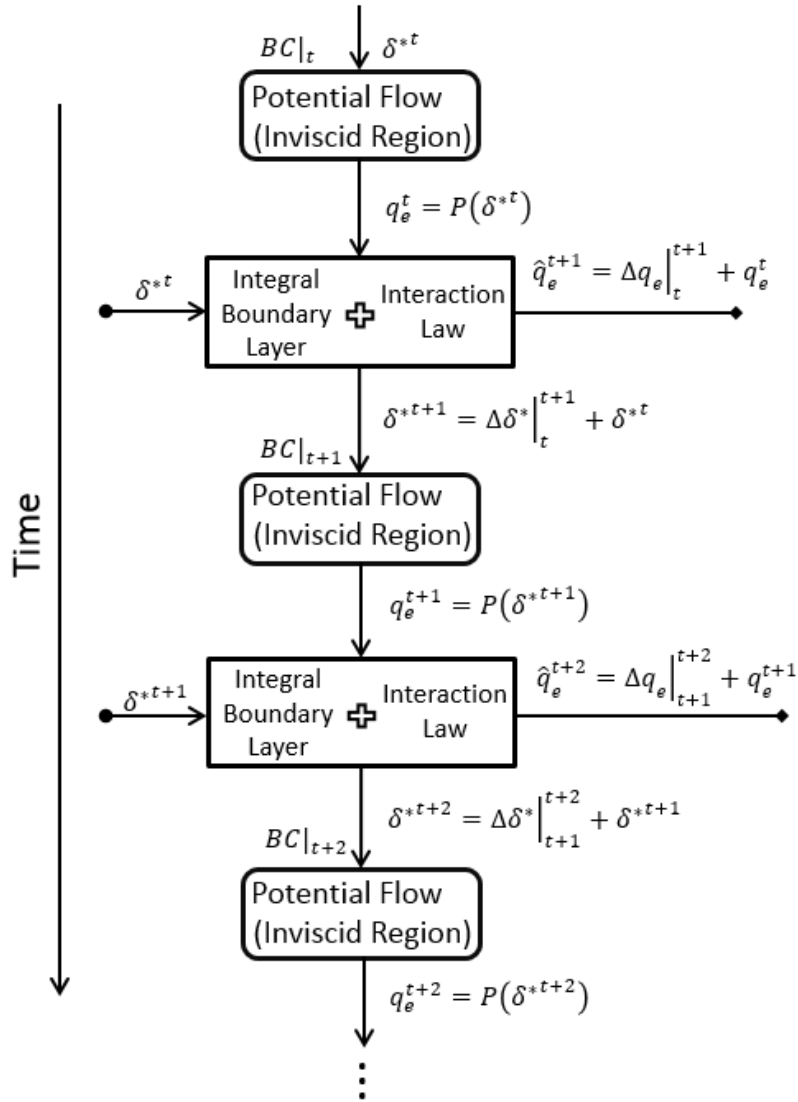 BC|_t δ*^t
Potential Flow
(Inviscid Region)
q_e^t = P(δ*^t)
δ*^t
Integral
Boundary
Layer
Interaction
Law
q̂_e^{t+1} = Δq_e|_t^{t+1} + q_e^t
δ*^{t+1} = Δδ*|_t^{t+1} + δ*^t
BC|_{t+1}
Potential Flow
(Inviscid Region)
Time
q_e^{t+1} = P(δ*^{t+1})
δ*^{t+1}
Integral
Boundary
Layer
Interaction
Law
q̂_e^{t+2} = Δq_e|_{t+1}^{t+2} + q_e^{t+1}
δ*^{t+2} = Δδ*|_{t+1}^{t+2} + δ*^{t+1}
BC|_{t+2}
Potential Flow
(Inviscid Region)
q_e^{t+2} = P(δ*^{t+2})
⋮